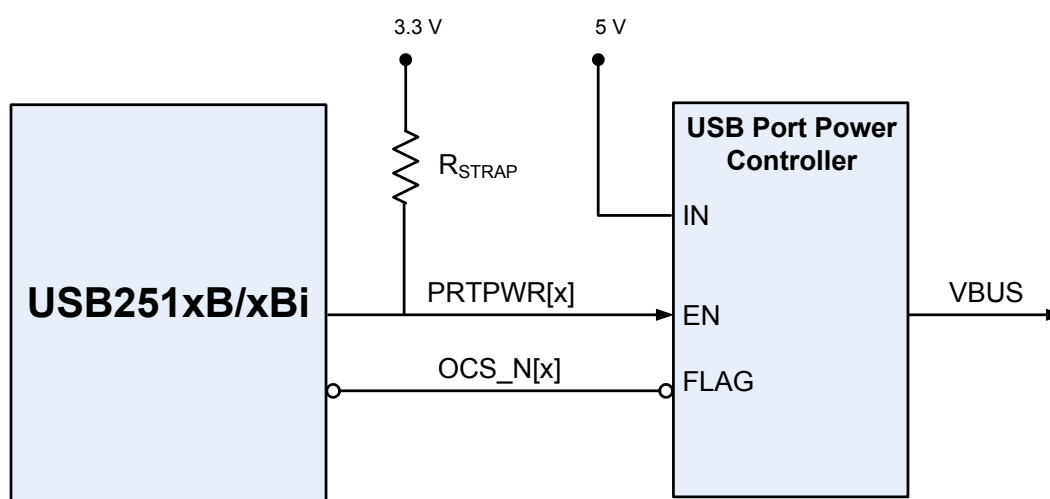 3.3 V
5 V
USB Port Power
Controller
RSTRAP
IN
USB251xB/xBi
PRTPWR[x]
EN
VBUS
OCS_N[x]
FLAG